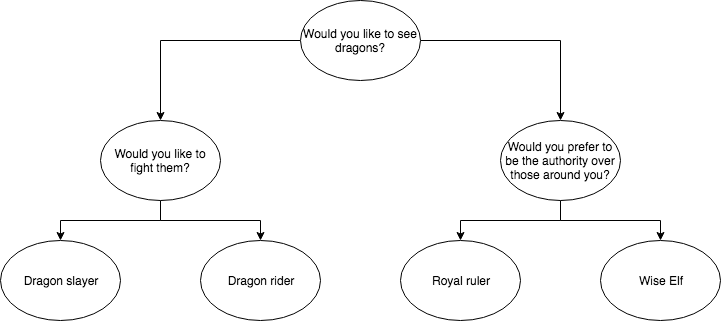 Would you like to see
dragons?
Would you like to
fight them?
Would you prefer to
be the authority over
those around you?
Dragon slayer
Dragon rider
Royal ruler
Wise Elf